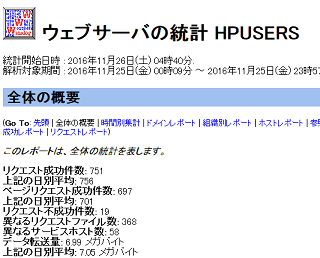 ウェブサーバの統計 HPUSERS
統計開始日時 : 2016年11月26日(土) 04時40分.
解析対象期間 : 2016年11月25日(金) 00時09分 ～ 2016年11月25日(金) 23時57
全体の概要
(Go To: 先頭 | 全体の概要 | 時間別集計 | ドメインレポート | 組織別レポート | ホストレポート |
成功レポート | リクエストレポート)
このレポートは、全体の統計を表します。
リクエスト成功件数: 751
上記の日別平均: 756
ページリクエスト成功件数: 697
上記の日別平均: 701
リクエスト不成功件数: 19
異なるリクエストファイル数: 368
異なるサービスホスト数: 58
データ転送量: 6.99 メガバイト
上記の日別平均: 7.05 メガバイト